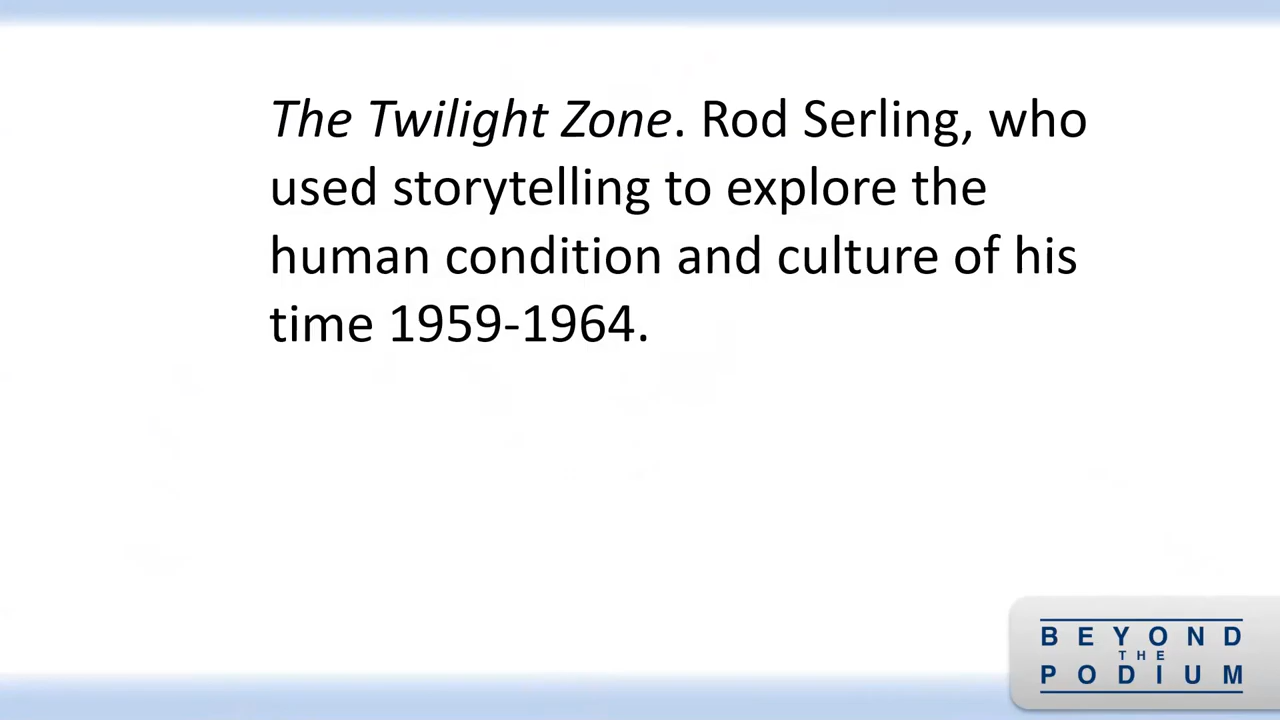 The Twilight Zone. Rod Serling, who
used storytelling to explore the
human condition and culture of his
time 1959-1964.
BEYOND
THE
PODIUM